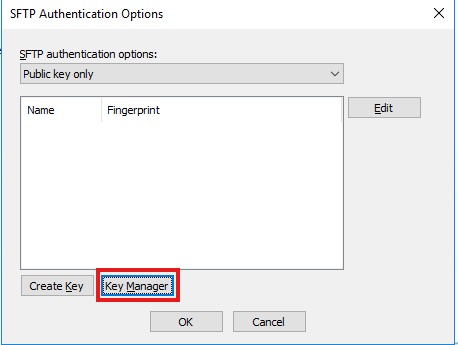 SFTP Authentication Options
SFTP authentication options:
Public key only
Name Fingerprint
Edit
Create Key Key Manager
OK Cancel